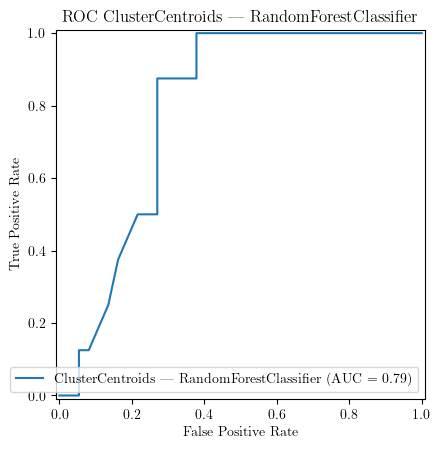 ROC ClusterCentroids — RandomForestClassifier
1.0
0.8
0.6
0.4
0.2
0.0
True Positive Rate
ClusterCentroids — RandomForestClassifier (AUC = 0.79)
0.0 0.2 0.4 0.6 0.8 1.0
False Positive Rate